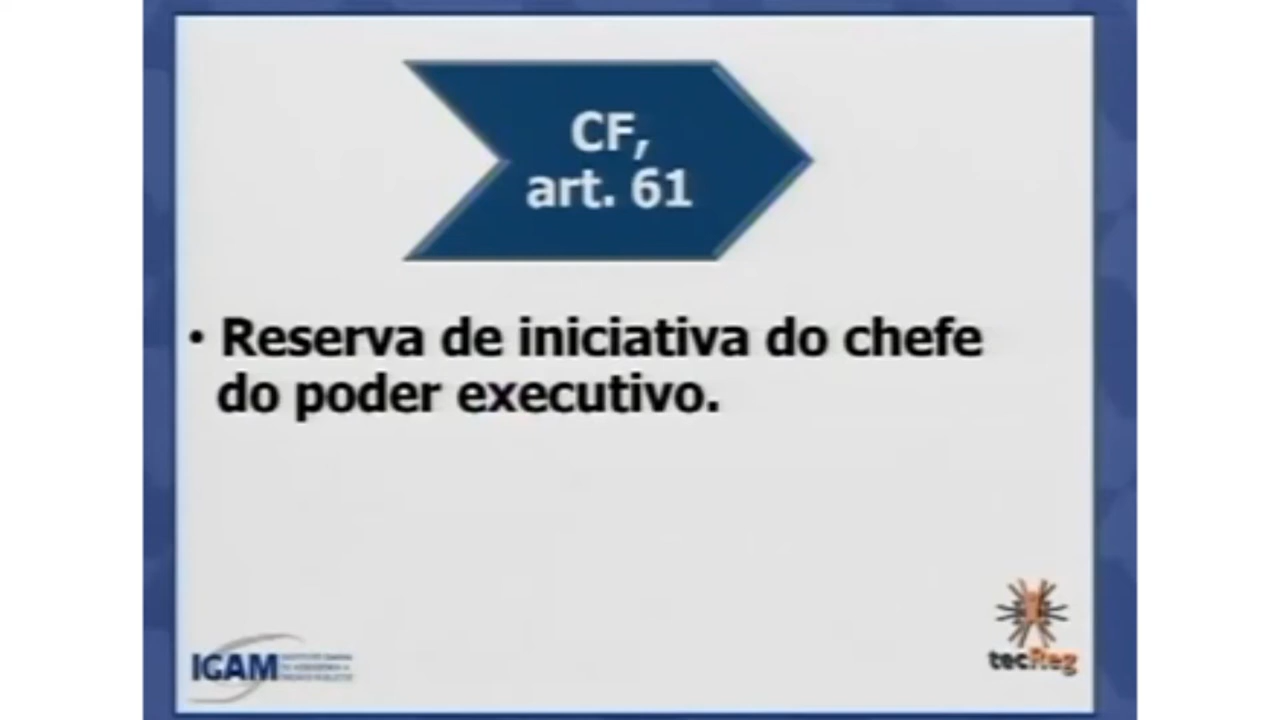 CF,
art. 61
• Reserva de iniciativa do chefe
do poder executivo.
IGAM
tecReg